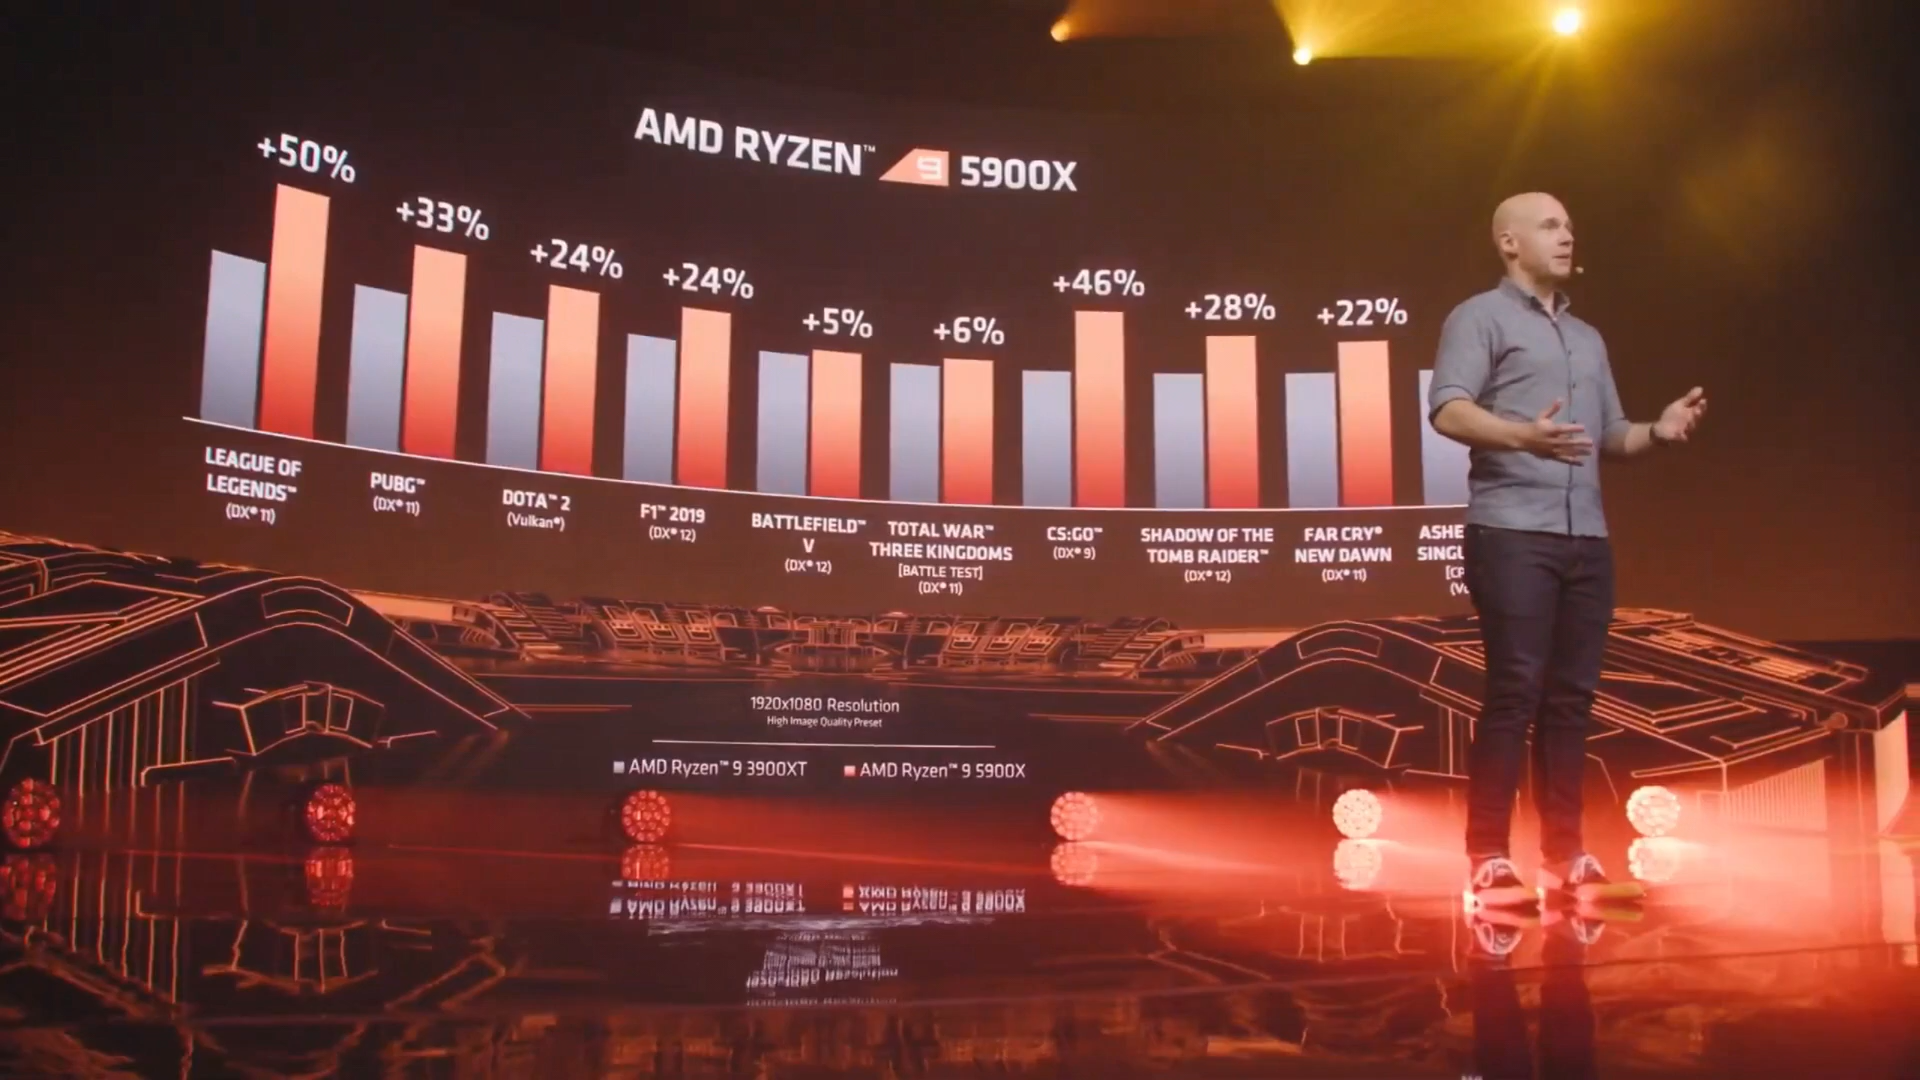 AMD RYZEN™ 9 5900X
+50%
+33%
+24%
+24%
+5%
+6%
+46%
+28%
+22%
LEAGUE OF
LEGENDS™
(DX® 11)
PUBG™
(DX® 11)
DOTA™ 2
(Vulkan®)
F1™ 2019
(DX® 12)
BATTLEFIELD™
V
(DX® 12)
TOTAL WAR™
THREE KINGDOMS
[BATTLE TEST]
(DX® 11)
CS:GO™
(DX® 9)
SHADOW OF THE
TOMB RAIDER™
(DX® 12)
FAR CRY®
NEW DAWN
(DX® 11)
ASHE
SINGU
1920x1080 Resolution
High Image Quality Preset
AMD Ryzen™ 9 3900XT
AMD Ryzen™ 9 5900X